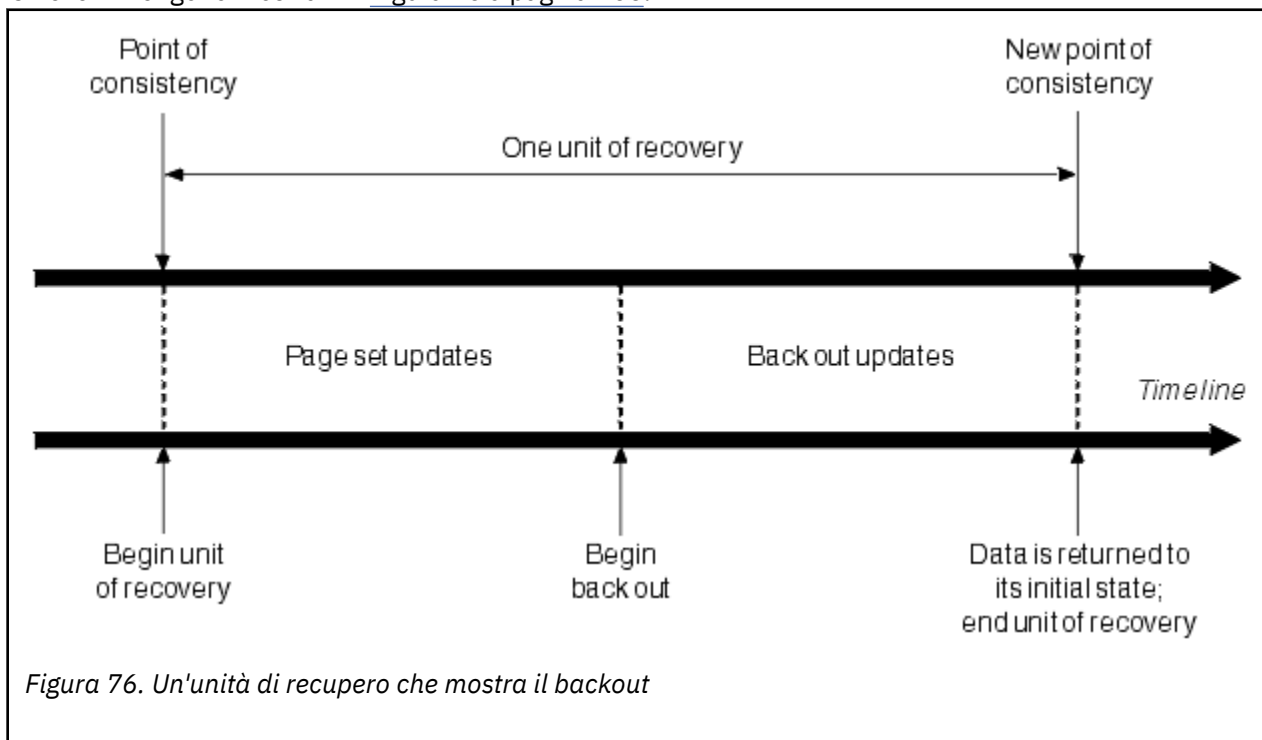 Point of
consistency
New point of
consistency
One unit of recovery
Page set updates
Back out updates
Timeline
Begin unit
of recovery
Begin
back out
Data is returned to
its initial state;
end unit of recovery
Figura 76. Un'unità di recupero che mostra il backout